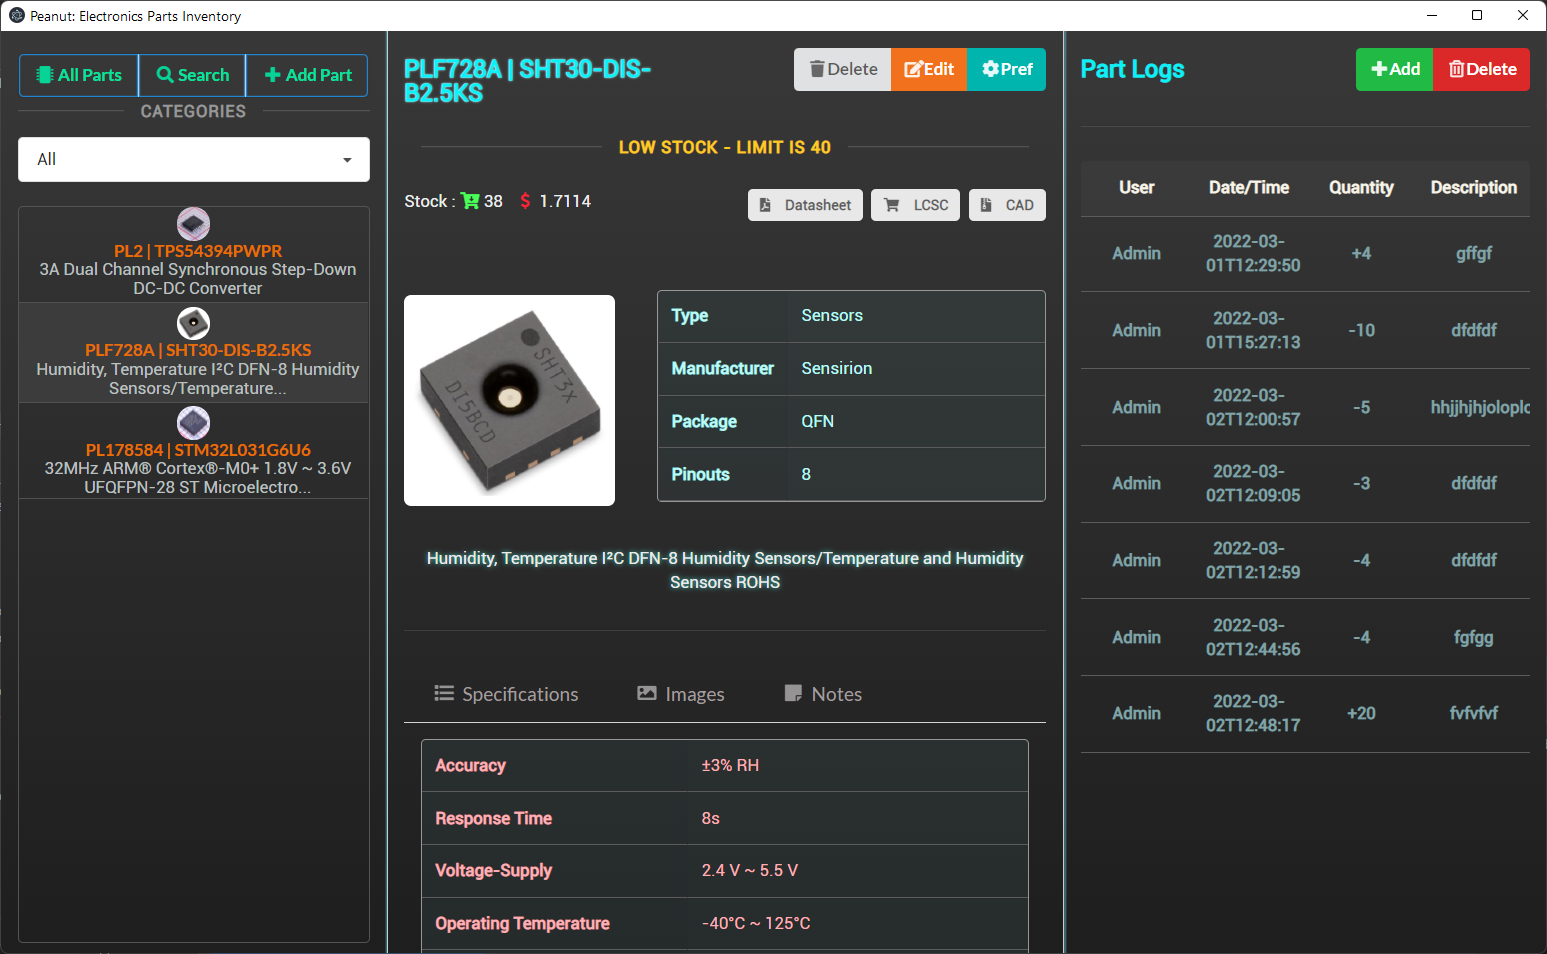 Peanut: Electronics Parts Inventory
All Parts
Search
Add Part
CATEGORIES
All
PL2 | TPS54394PWPR
3A Dual Channel Synchronous Step-Down
DC-DC Converter
PLF728A | SHT30-DIS-B2.5KS
Humidity, Temperature I²C DFN-8 Humidity
Sensors/Temperature...
PL178584 | STM32L031G6U6
32MHz ARM® Cortex®-M0+ 1.8V ~ 3.6V
UFQFPN-28 ST Microelectro...
PLF728A | SHT30-DIS-
B2.5KS
Delete
Edit
Pref
LOW STOCK - LIMIT IS 40
Stock : 38 $ 1.7114
Datasheet
LCSC
CAD
SHT3X
DI5BCD
Type Sensors
Manufacturer Sensirion
Package QFN
Pinouts 8
Humidity, Temperature I²C DFN-8 Humidity Sensors/Temperature and Humidity
Sensors ROHS
Specifications
Images
Notes
Accuracy ±3% RH
Response Time 8s
Voltage-Supply 2.4 V ~ 5.5 V
Operating Temperature -40°C ~ 125°C
Part Logs
Add
Delete
User Date/Time Quantity Description
Admin 2022-03-
01T12:29:50 +4 gffgf
Admin 2022-03-
01T15:27:13 -10 dfdfdf
Admin 2022-03-
02T12:00:57 -5 hhjjhjhjoloplo
Admin 2022-03-
02T12:09:05 -3 dfdfdf
Admin 2022-03-
02T12:12:59 -4 dfdfdf
Admin 2022-03-
02T12:44:56 -4 fgfgg
Admin 2022-03-
02T12:48:17 +20 fvfvfvf